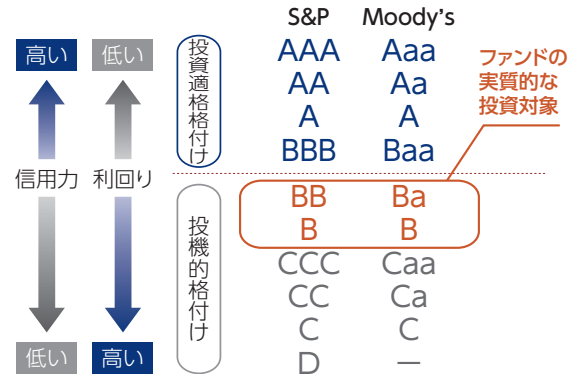 S&P Moody's
高い 低い
投資適格格付け
AAA Aaa
AA Aa
A A
BBB Baa
ファンドの
実質的な
投資対象
信用力 利回り
投機的格付け
BB Ba
B B
CCC Caa
CC Ca
C C
D —
低い 高い